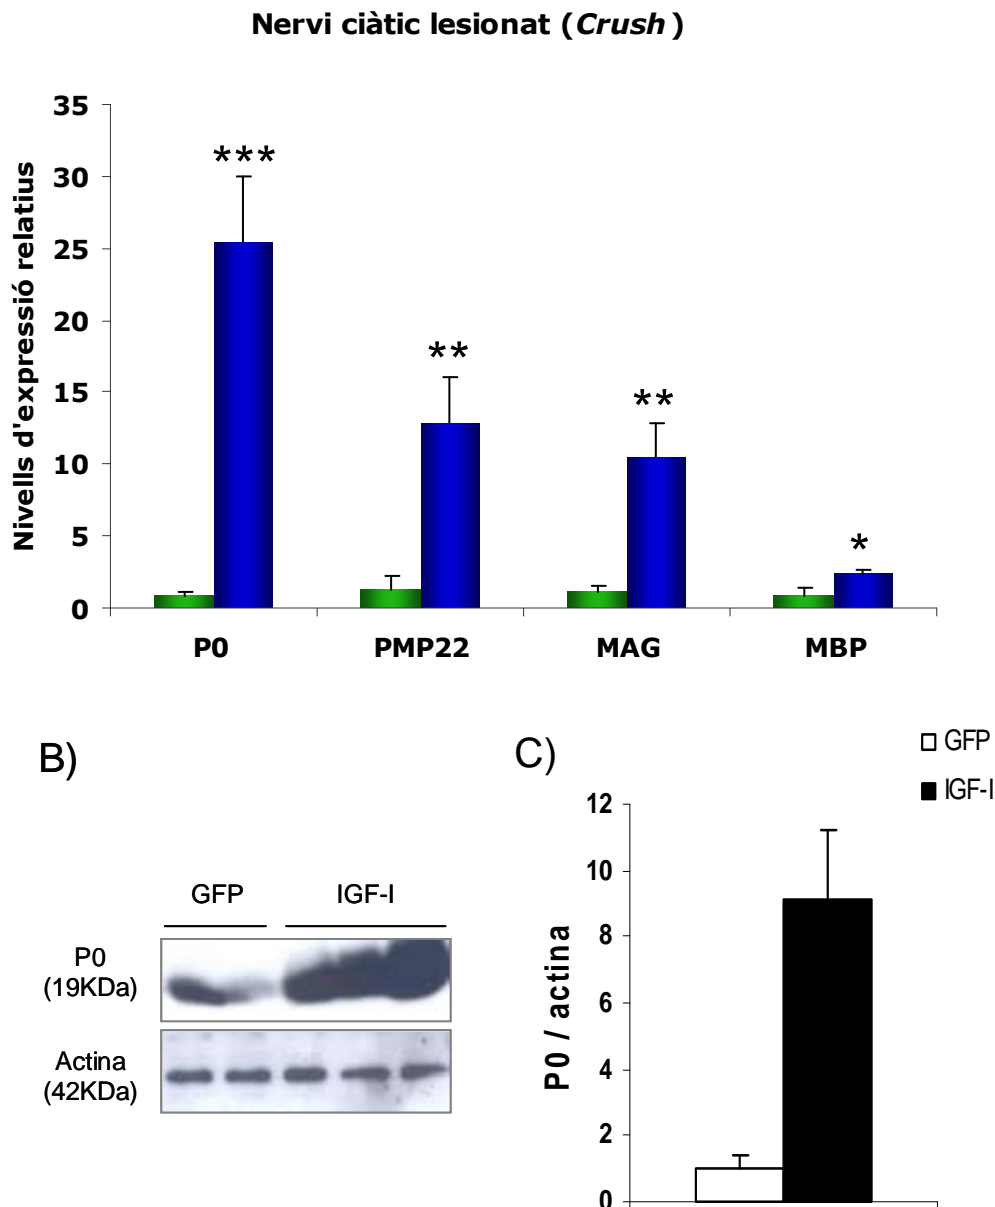 Nervi ciàtic lesionat (Crush)
Nivells d'expressió relatius
35
30
25
20
15
10
5
0
***
**
**
*
P0 PMP22 MAG MBP
B)
GFP IGF-I
P0
(19KDa)
Actina
(42KDa)
C)
GFP
IGF-I
P0 / actina
12
10
8
6
4
2
0